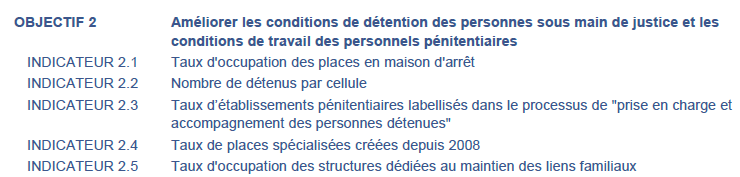 OBJECTIF 2 Améliorer les conditions de détention des personnes sous main de justice et les
conditions de travail des personnels pénitentiaires
INDICATEUR 2.1 Taux d'occupation des places en maison d'arrêt
INDICATEUR 2.2 Nombre de détenus par cellule
INDICATEUR 2.3 Taux d'établissements pénitentiaires labellisés dans le processus de "prise en charge et
accompagnement des personnes détenues"
INDICATEUR 2.4 Taux de places spécialisées créées depuis 2008
INDICATEUR 2.5 Taux d'occupation des structures dédiées au maintien des liens familiaux